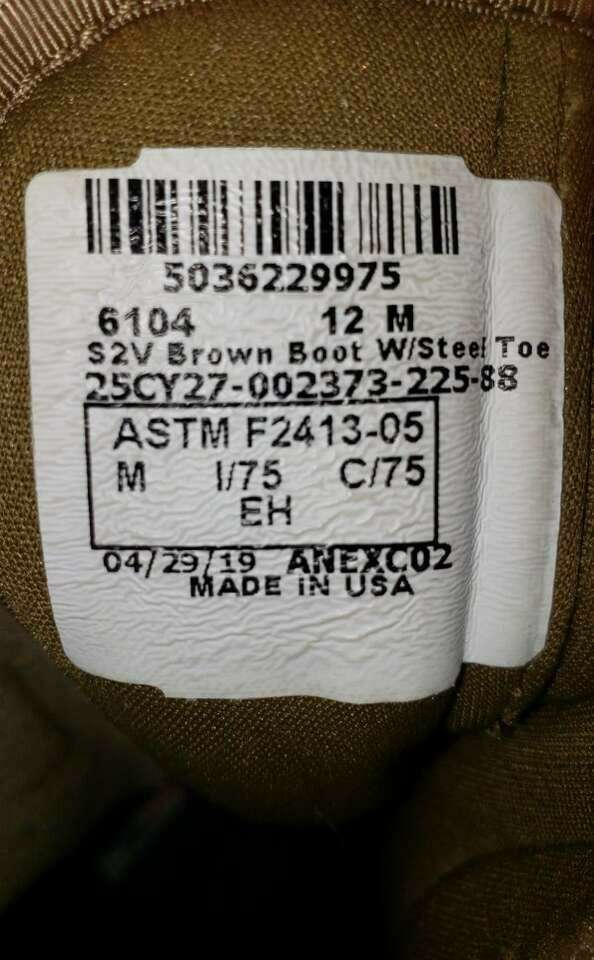 5036229975
6104 12 M
S2V Brown Boot W/Steel Toe
25CY27-002373-225-88
ASTM F2413-05
M I/75 C/75
EH
04/29/19 ANEXC02
MADE IN USA